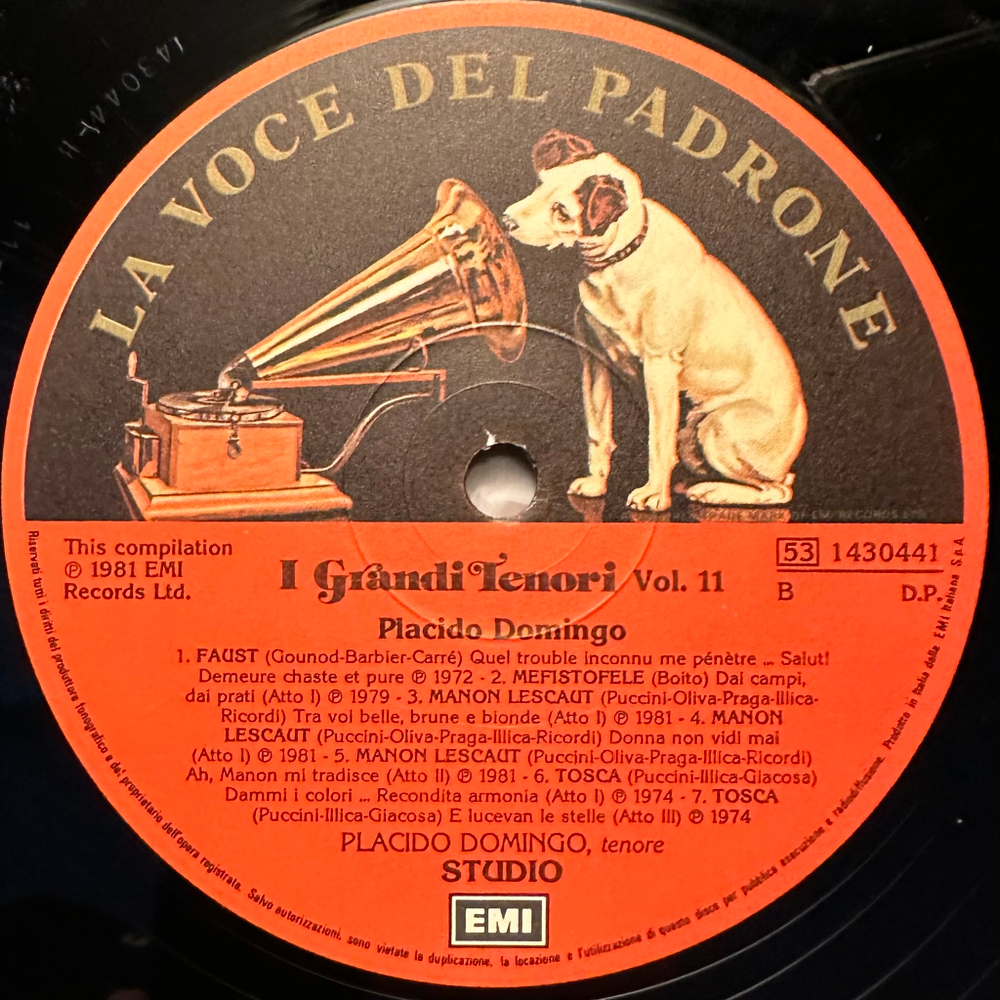 LA VOCE DEL PADRONE
This compilation
℗ 1981 EMI
Records Ltd.
I Grandi Tenori Vol. 11
53 1430441
B D.P.
Placido Domingo
1. FAUST (Gounod-Barbier-Carré) Quel trouble inconnu me pénètre ... Salut!
Demeure chaste et pure ℗ 1972 - 2. MEFISTOFELE (Boito) Dai campi,
dai prati (Atto I) ℗ 1979 - 3. MANON LESCAUT (Puccini-Oliva-Praga-Illica-
Ricordi) Tra voi belle, brune e bionde (Atto I) ℗ 1981 - 4. MANON
LESCAUT (Puccini-Oliva-Praga-Illica-Ricordi) Donna non vidi mai
(Atto I) ℗ 1981 - 5. MANON LESCAUT (Puccini-Oliva-Praga-Illica-Ricordi)
Ah, Manon mi tradisce (Atto II) ℗ 1981 - 6. TOSCA (Puccini-Illica-Giacosa)
Dammi i colori ... Recondita armonia (Atto I) ℗ 1974 - 7. TOSCA
(Puccini-Illica-Giacosa) E lucevan le stelle (Atto III) ℗ 1974
PLACIDO DOMINGO, tenore
STUDIO
EMI
Riservati tutti i diritti del produttore fonografico e del proprietario dell'opera registrata. Salvo autorizzazioni, sono vietate la duplicazione, la locazione e l'utilizzazione di questo disco per pubblica esecuzione e radiodiffusione. Prodotto in Italia dalla EMI Italiana S.p.A.